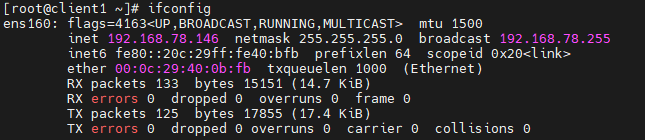 [root@client1 ~]# ifconfig
ens160: flags=4163<UP,BROADCAST,RUNNING,MULTICAST>  mtu 1500
        inet 192.168.78.146  netmask 255.255.255.0  broadcast 192.168.78.255
        inet6 fe80::20c:29ff:fe40:bfb  prefixlen 64  scopeid 0x20<link>
        ether 00:0c:29:40:0b:fb  txqueuelen 1000  (Ethernet)
        RX packets 133  bytes 15151 (14.7 KiB)
        RX errors 0  dropped 0  overruns 0  frame 0
        TX packets 125  bytes 17855 (17.4 KiB)
        TX errors 0  dropped 0 overruns 0  carrier 0  collisions 0